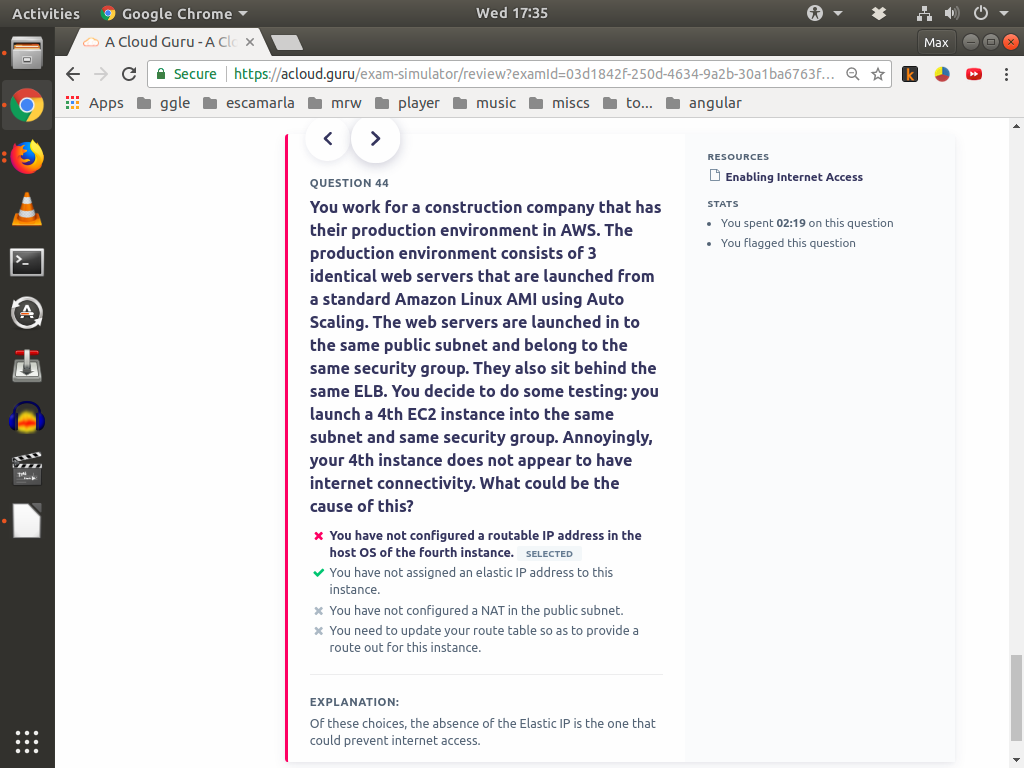 Activities
Google Chrome
Wed 17:35
A Cloud Guru - A Clo
Max
Secure
https://acloud.guru/exam-simulator/review?examId=03d1842f-250d-4634-9a2b-30a1ba6763f...
Apps
ggle
escamarla
mrw
player
music
miscs
to...
angular
QUESTION 44
You work for a construction company that has
their production environment in AWS. The
production environment consists of 3
identical web servers that are launched from
a standard Amazon Linux AMI using Auto
Scaling. The web servers are launched in to
the same public subnet and belong to the
same security group. They also sit behind the
same ELB. You decide to do some testing: you
launch a 4th EC2 instance into the same
subnet and same security group. Annoyingly,
your 4th instance does not appear to have
internet connectivity. What could be the
cause of this?
You have not configured a routable IP address in the
host OS of the fourth instance. SELECTED
You have not assigned an elastic IP address to this
instance.
You have not configured a NAT in the public subnet.
You need to update your route table so as to provide a
route out for this instance.
EXPLANATION:
Of these choices, the absence of the Elastic IP is the one that
could prevent internet access.
RESOURCES
Enabling Internet Access
STATS
You spent 02:19 on this question
You flagged this question